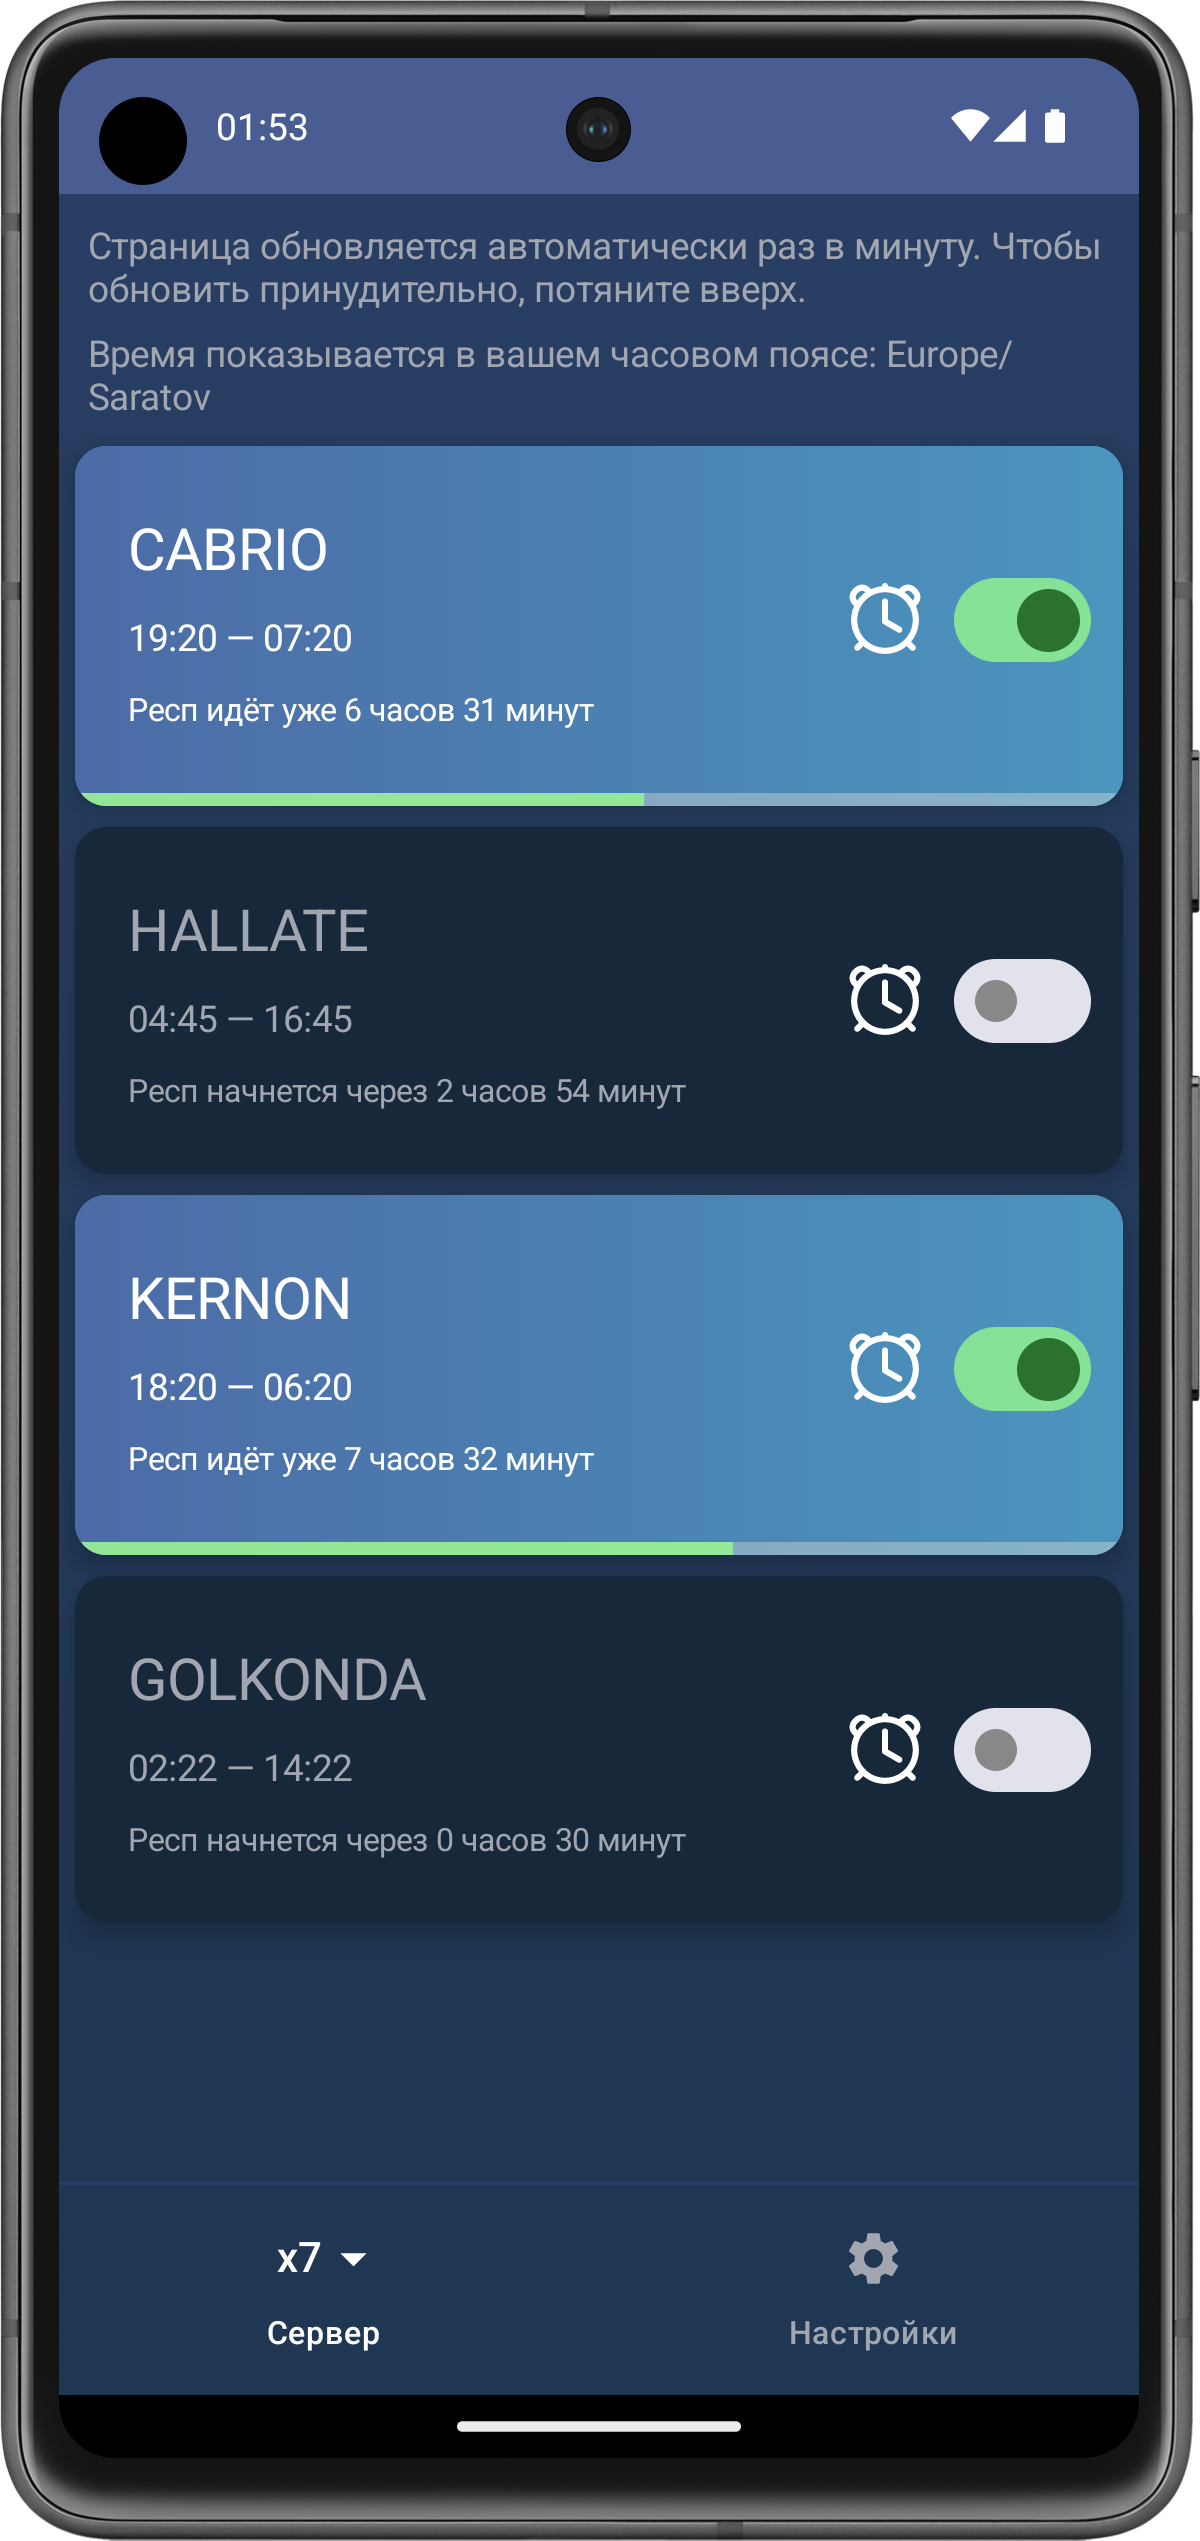 01:53
Страница обновляется автоматически раз в минуту. Чтобы
обновить принудительно, потяните вверх.
Время показывается в вашем часовом поясе: Europe/
Saratov
CABRIO
19:20 — 07:20
Респ идёт уже 6 часов 31 минут
HALLATE
04:45 — 16:45
Респ начнется через 2 часов 54 минут
KERNON
18:20 — 06:20
Респ идёт уже 7 часов 32 минут
GOLKONDA
02:22 — 14:22
Респ начнется через 0 часов 30 минут
x7
Сервер
Настройки